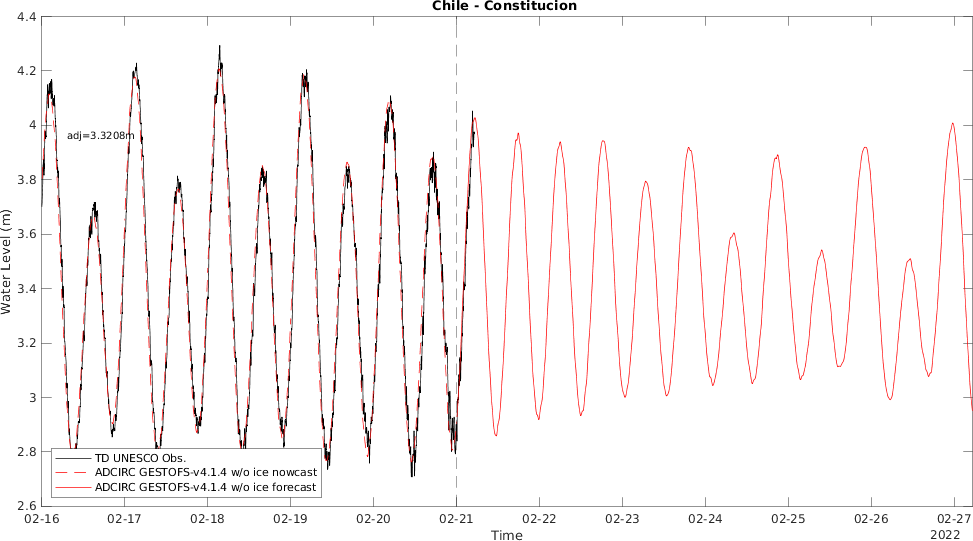 Chile - Constitucion
4.4
4.2
4
3.8
3.6
3.4
3.2
3
2.8
2.6
Water Level (m)
adj=3.3208m
TD UNESCO Obs.
ADCIRC GESTOFS-v4.1.4 w/o ice nowcast
ADCIRC GESTOFS-v4.1.4 w/o ice forecast
02-16 02-17 02-18 02-19 02-20 02-21 02-22 02-23 02-24 02-25 02-26 02-27
Time
2022